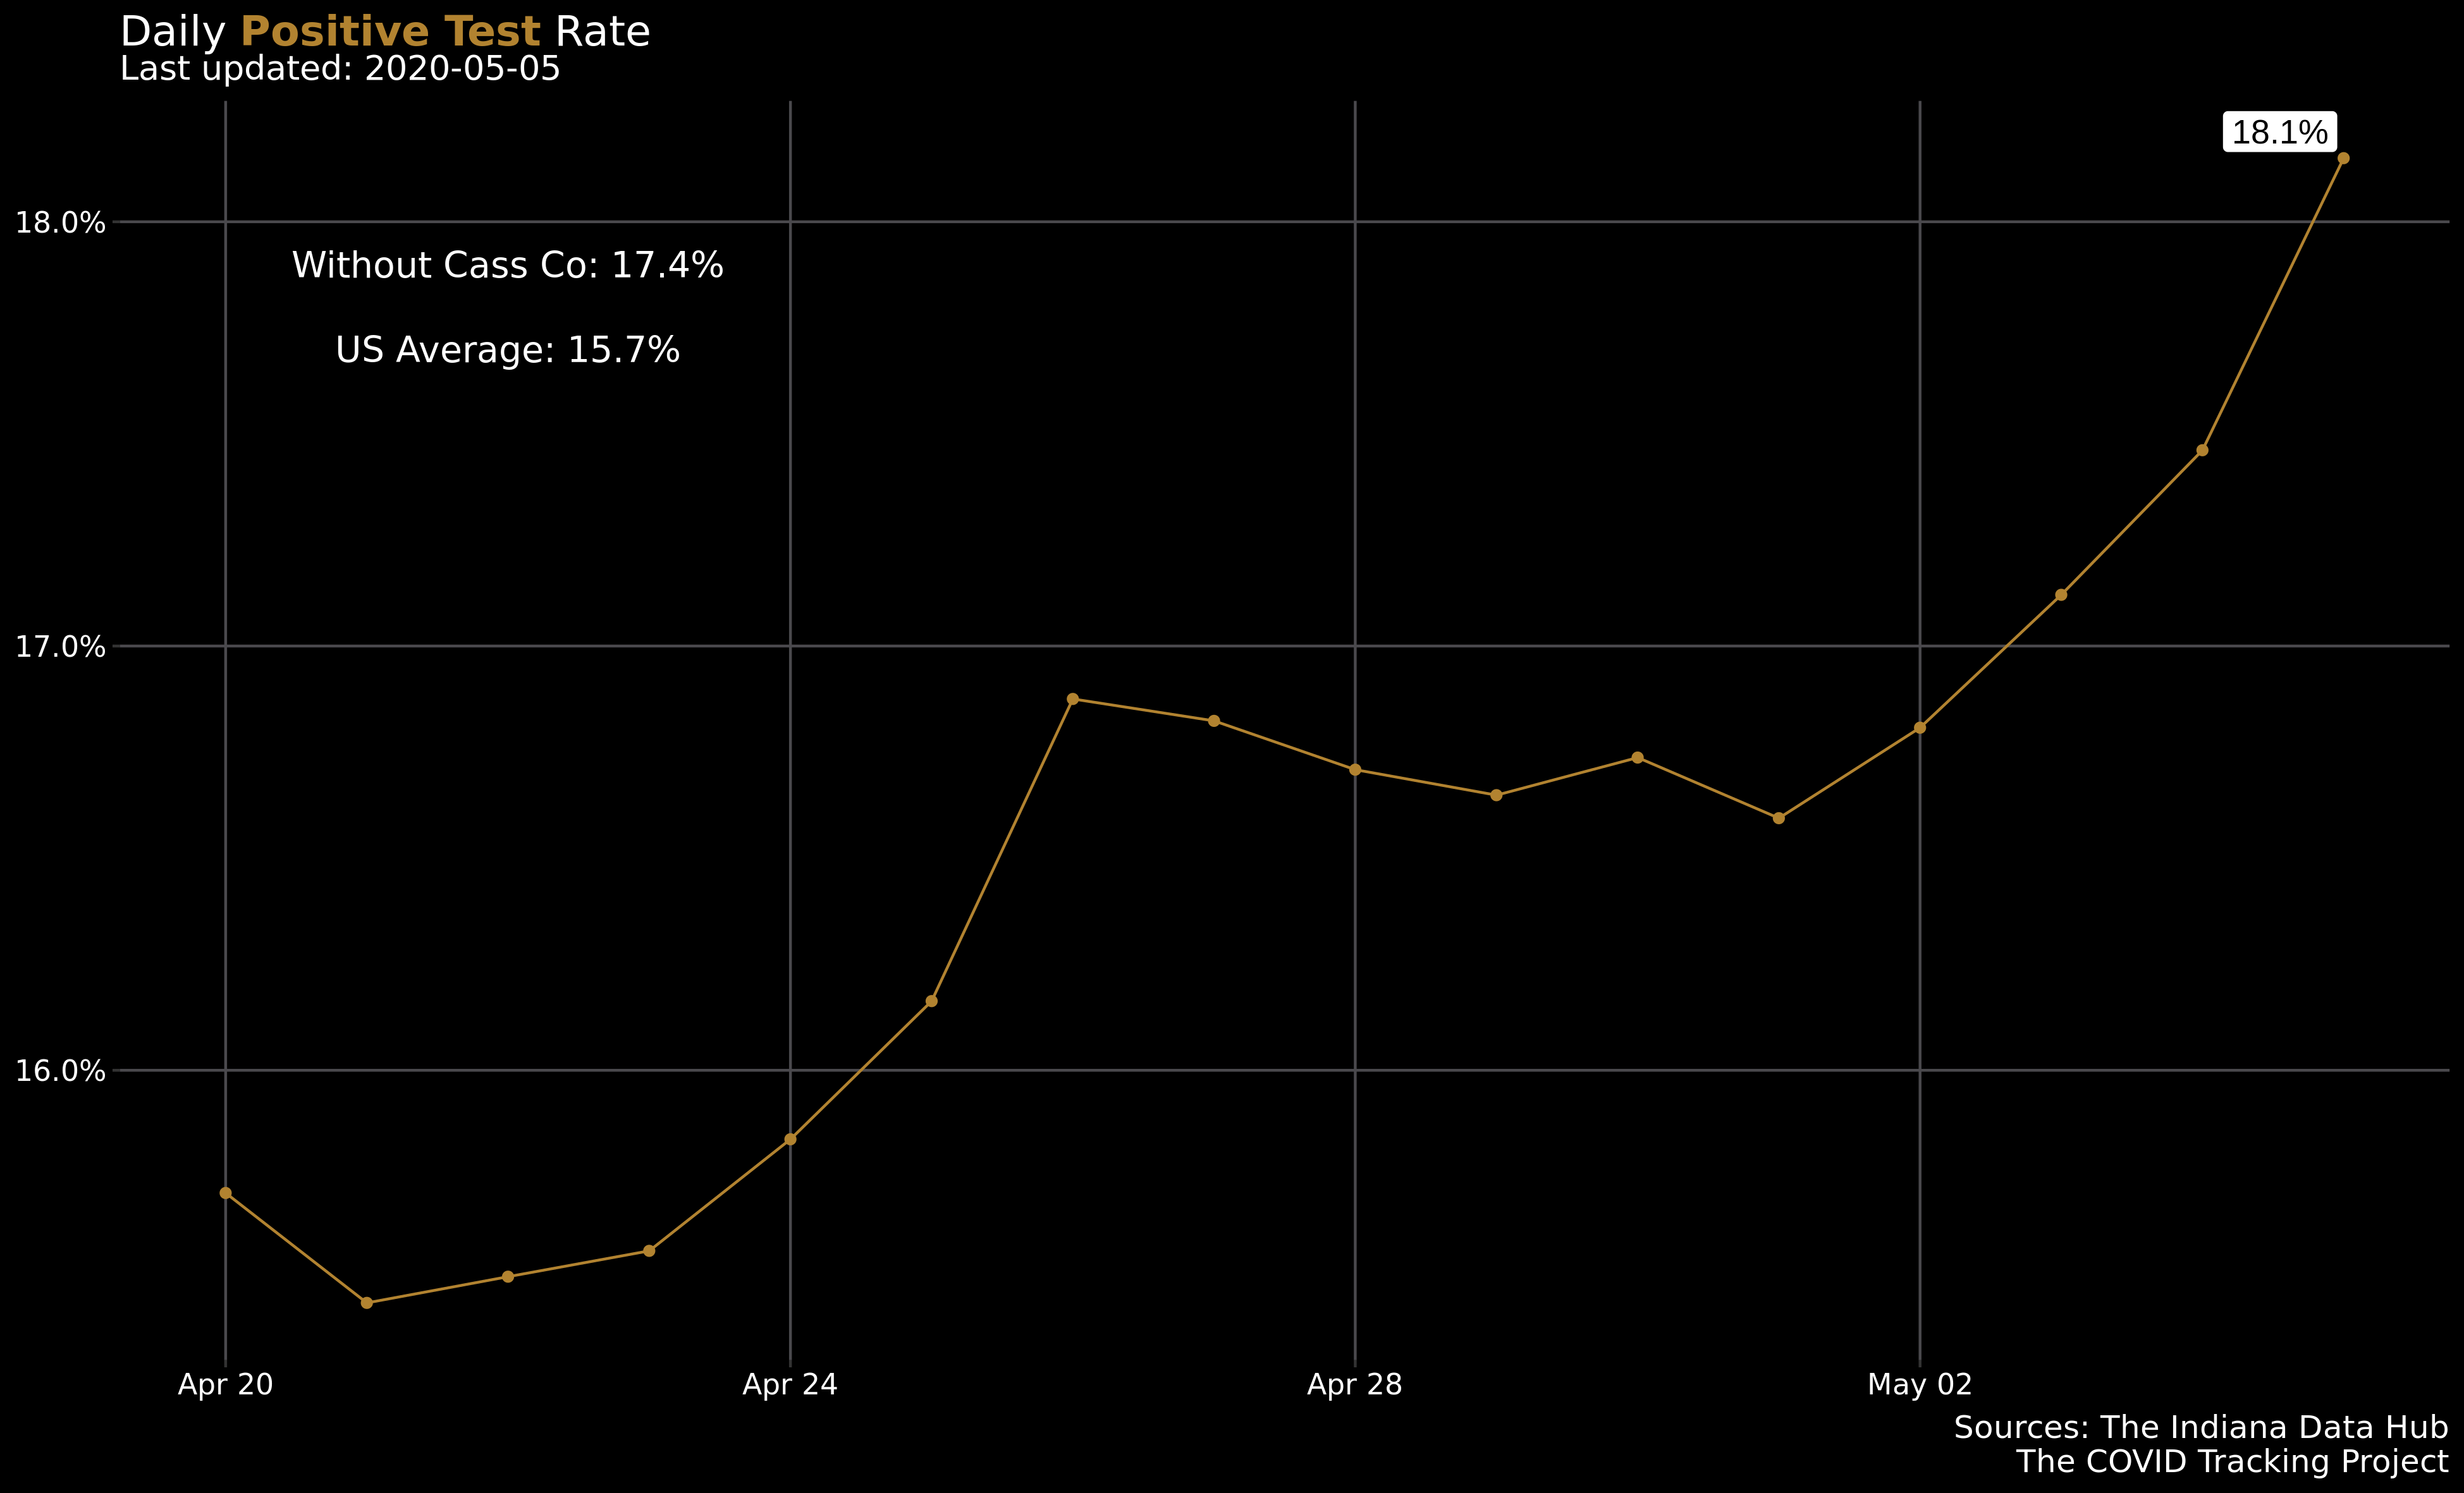 Daily Positive Test Rate
Last updated: 2020-05-05
18.1%
18.0%
Without Cass Co: 17.4%
US Average: 15.7%
17.0%
16.0%
Apr 20
Apr 24
Apr 28
May 02
Sources: The Indiana Data Hub
The COVID Tracking Project